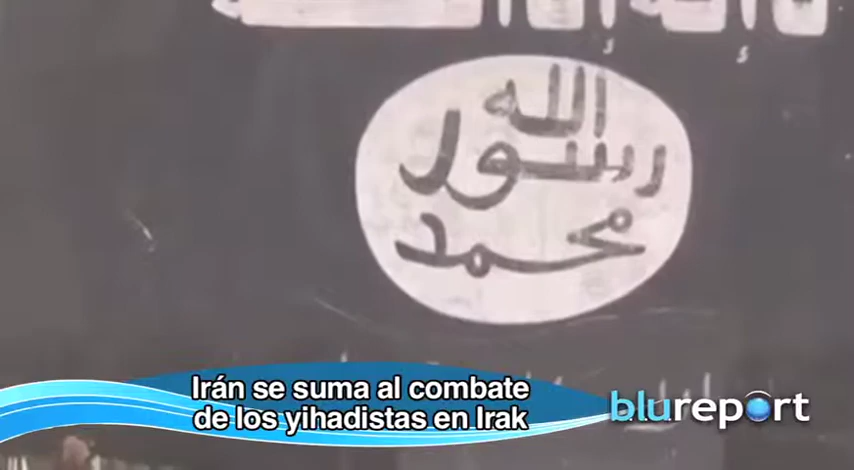 الله
رسول
محمد
Irán se suma al combate
de los yihadistas en Irak
blureport